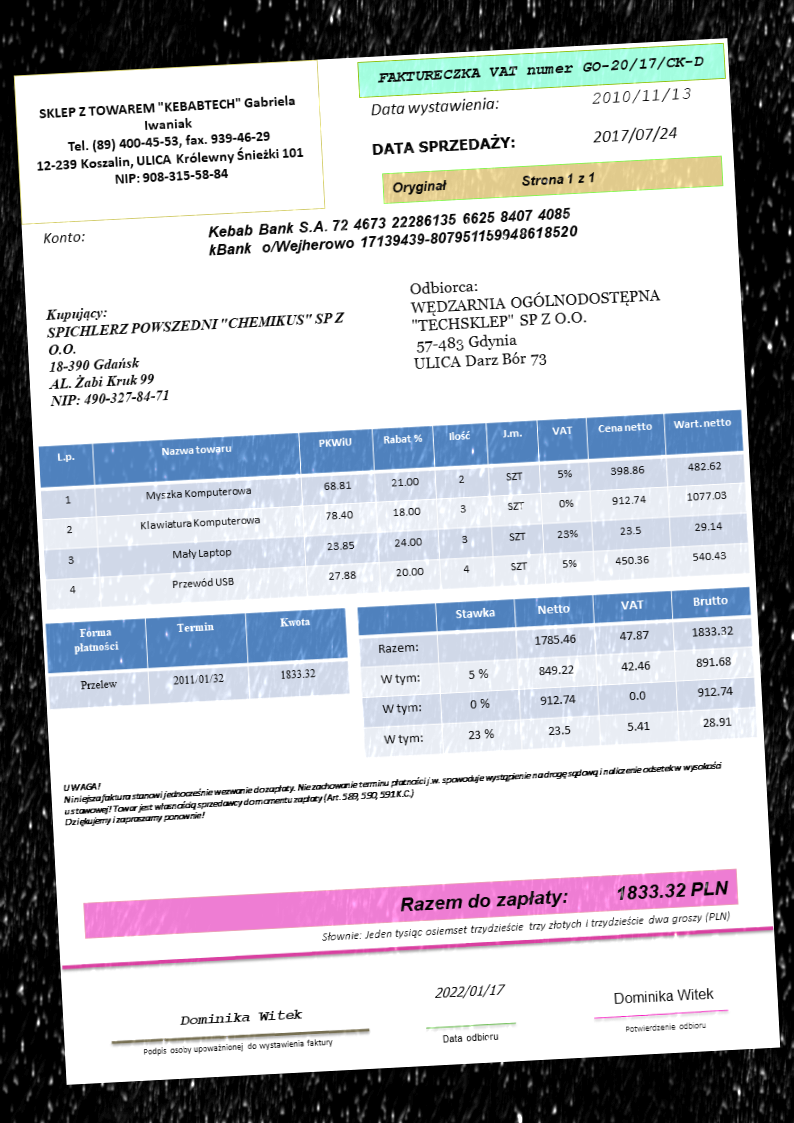 SKLEP Z TOWAREM "KEBABTECH" Gabriela
Iwaniak
Tel. (89) 400-45-53, fax. 939-46-29
12-239 Koszalin, ULICA Królewny Śnieżki 101
NIP: 908-315-58-84
FAKTURECZKA VAT numer GO-20/17/CK-D
Data wystawienia: 2010/11/13
DATA SPRZEDAŻY: 2017/07/24
Oryginał Strona 1 z 1
Konto:
Kebab Bank S.A. 72 4673 22286135 6625 8407 4085
kBank o/Wejherowo 17139439-807951159948618520
Kupujący:
SPICHLERZ POWSZEDNI "CHEMIKUS" SP Z
O.O.
18-390 Gdańsk
AL. Żabi Kruk 99
NIP: 490-327-84-71
Odbiorca:
WĘDZARNIA OGÓLNODOSTĘPNA
"TECHSKLEP" SP Z O.O.
57-483 Gdynia
ULICA Darz Bór 73
L.p. Nazwa towaru PKWiU Rabat % Ilość J.m. VAT Cena netto Wart. netto
1 Myszka Komputerowa 68.81 21.00 2 SZT 5% 398.86 482.62
2 Klawiatura Komputerowa 78.40 18.00 3 SZT 0% 912.74 1077.03
3 Mały Laptop 23.85 24.00 3 SZT 23% 23.5 29.14
4 Przewód USB 27.88 20.00 4 SZT 5% 450.36 540.43
Forma płatności Termin Kwota
Przelew 2011/01/32 1833.32
Stawka Netto VAT Brutto
Razem: 1785.46 47.87 1833.32
W tym: 5 % 849.22 42.46 891.68
W tym: 0 % 912.74 0.0 912.74
W tym: 23 % 23.5 5.41 28.91
UWAGA!
Niniejsza faktura stanowi jednocześnie wezwanie do zapłaty. Nie zachowanie terminu płatności j.w. spowoduje wystąpienie na drogę sądową i naliczenie odsetek w wysokości
ustawowej! Towar jest własnością sprzedawcy do momentu zapłaty (Art. 589, 590, 591 K.C.)
Dziękujemy i zapraszamy ponownie!
Razem do zapłaty: 1833.32 PLN
Słownie: Jeden tysiąc osiemset trzydzieście trzy złotych i trzydzieście dwa groszy (PLN)
Dominika Witek
Podpis osoby upoważnionej do wystawienia faktury
2022/01/17
Data odbioru
Dominika Witek
Potwierdzenie odbioru